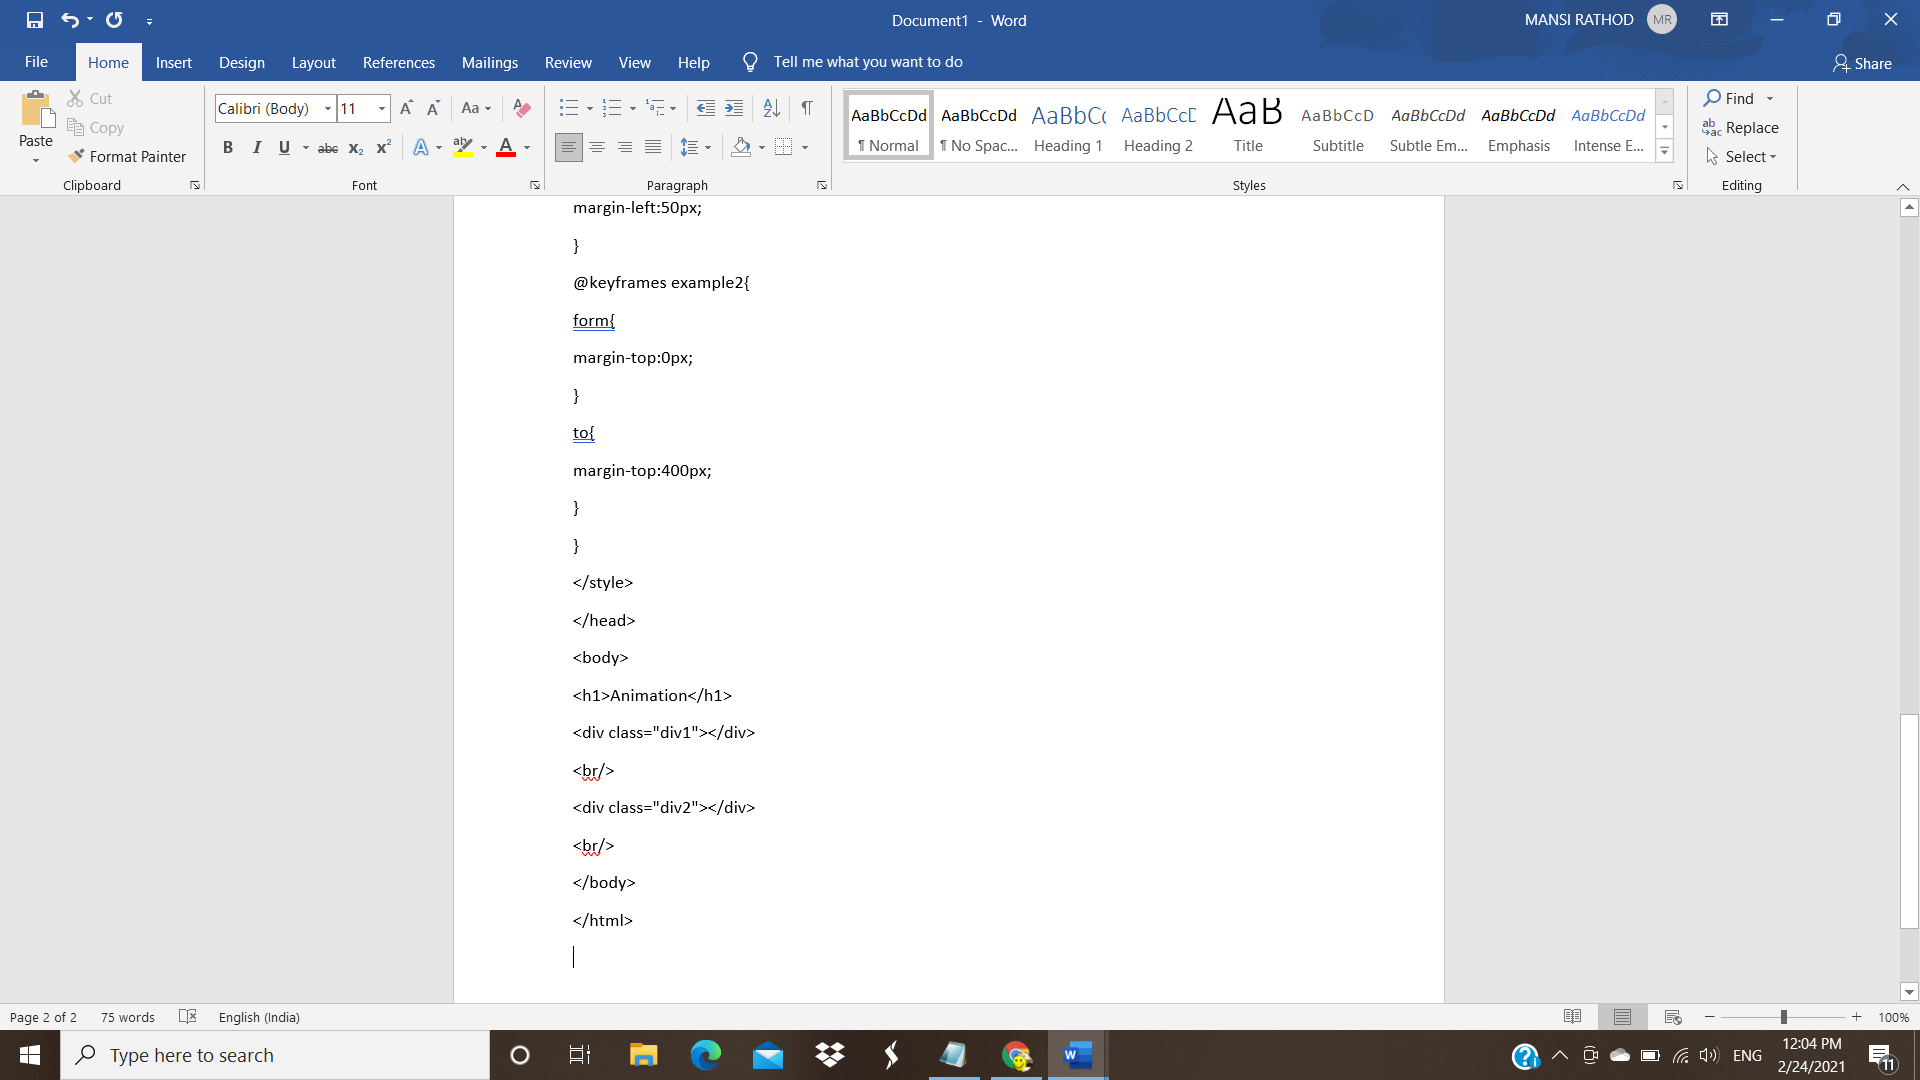 Document1 - Word
MANSI RATHOD
MR
File
Home
Insert
Design
Layout
References
Mailings
Review
View
Help
Tell me what you want to do
Share
Paste
Cut
Copy
Format Painter
Clipboard
Calibri (Body)
11
Aa
B I U abc x₂ x²
A
Font
Paragraph
AaBbCcDd
¶ Normal
AaBbCcDd
¶ No Spac...
AaBbC
Heading 1
AaBbCc
Heading 2
AaB
Title
AaBbCcD
Subtitle
AaBbCcDd
Subtle Em...
AaBbCcDd
Emphasis
AaBbCcDd
Intense E...
Styles
Find
Replace
Select
Editing
margin-left:50px;
}
@keyframes example2{
form{
margin-top:0px;
}
to{
margin-top:400px;
}
}
</style>
</head>
<body>
<h1>Animation</h1>
<div class="div1"></div>
<br/>
<div class="div2"></div>
<br/>
</body>
</html>
Page 2 of 2
75 words
English (India)
100%
Type here to search
ENG
12:04 PM
2/24/2021
11